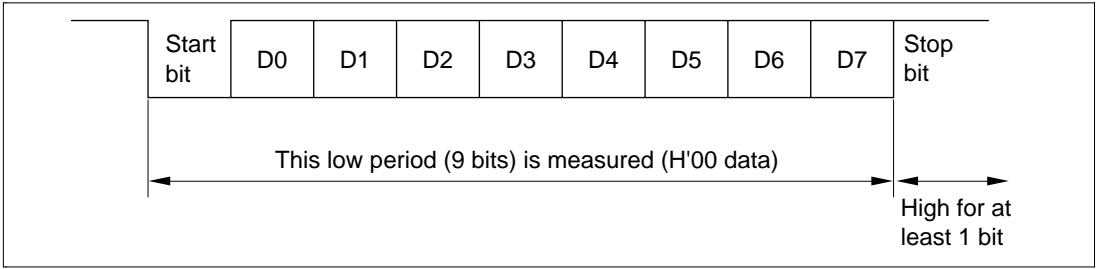 Start
bit
D0
D1
D2
D3
D4
D5
D6
D7
Stop
bit
This low period (9 bits) is measured (H'00 data)
High for at
least 1 bit